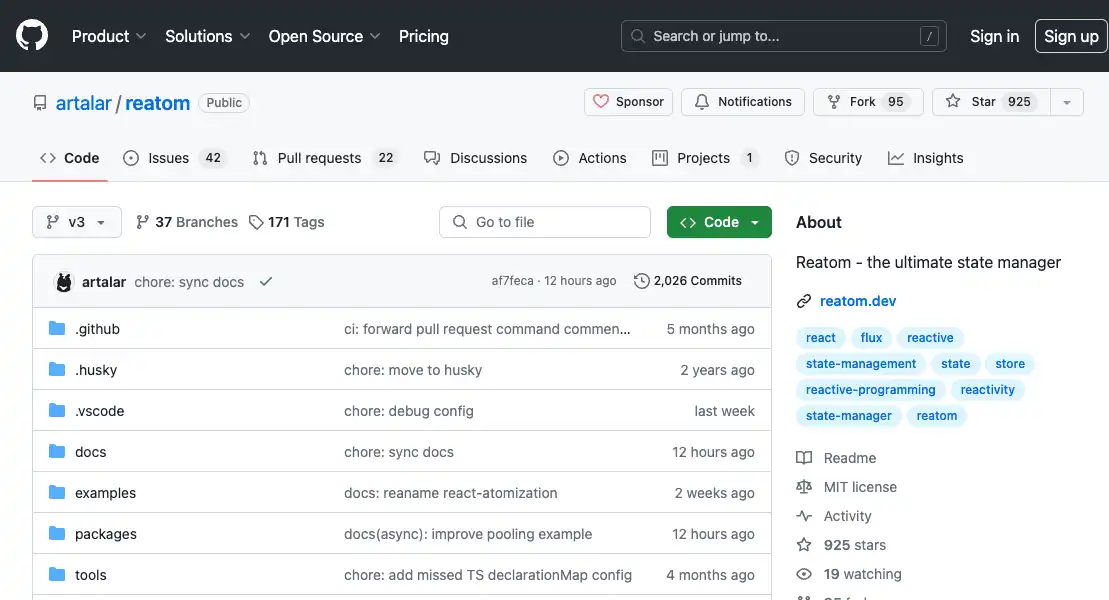 Product Solutions Open Source Pricing Search or jump to... / Sign in Sign up
artalar / reatom Public Sponsor Notifications Fork 95 Star 925
Code Issues 42 Pull requests 22 Discussions Actions Projects 1 Security Insights
v3 37 Branches 171 Tags Go to file Code
About
artalar chore: sync docs af7feca · 12 hours ago 2,026 Commits
Reatom - the ultimate state manager
reatom.dev
.github ci: forward pull request command commen... 5 months ago
react flux reactive
.husky chore: move to husky 2 years ago
state-management state store
reactive-programming reactivity
.vscode chore: debug config last week
state-manager reatom
docs chore: sync docs 12 hours ago
Readme
MIT license
examples docs: reaname react-atomization 2 weeks ago
Activity
packages docs(async): improve pooling example 12 hours ago
925 stars
tools chore: add missed TS declarationMap config 4 months ago
19 watching